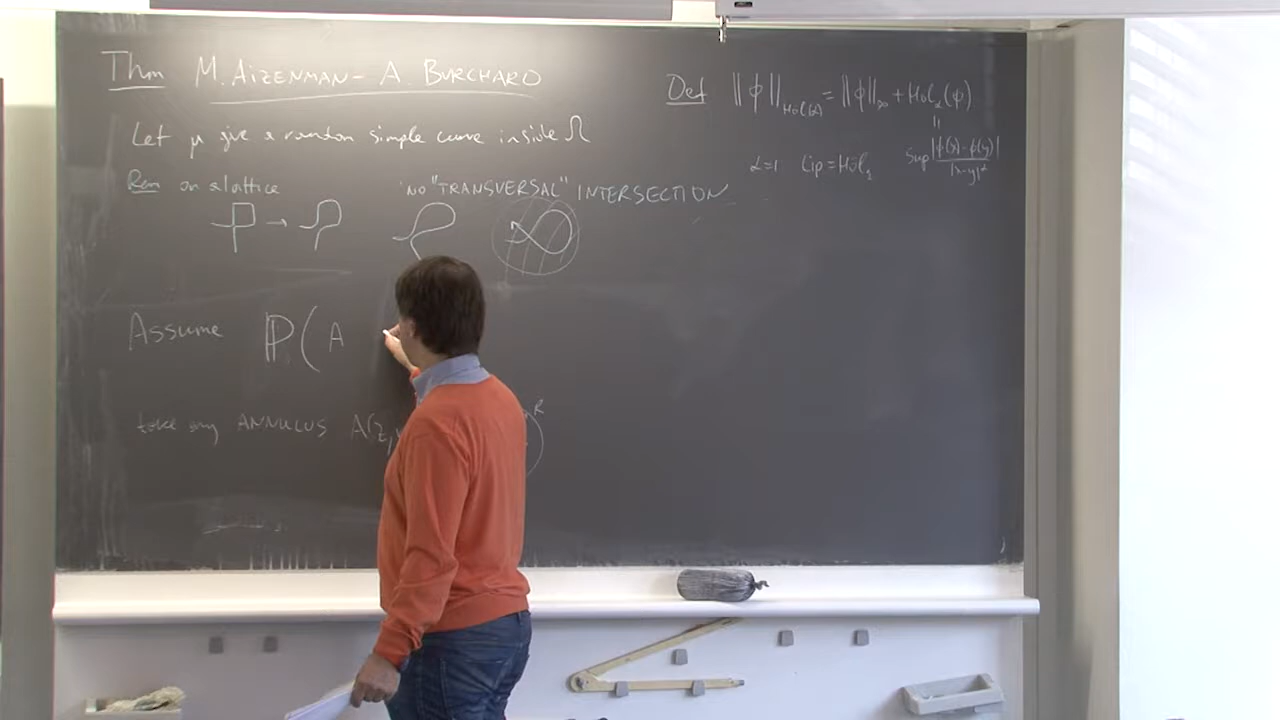 Thm M. AIZENMAN - A. BURCHARD
Let μ give a random simple curve inside Ω
Rem on a lattice
"NO "TRANSVERSAL" INTERSECTION
Assume ℙ( A
take any ANNULUS A(z,
R
Def ‖ϕ‖_{Höl(α)} = ‖ϕ‖_∞ + Höl_α(ϕ)
=
α=1 Lip = Höl_1 Sup |ϕ(x) - ϕ(y)| / |x-y|^α